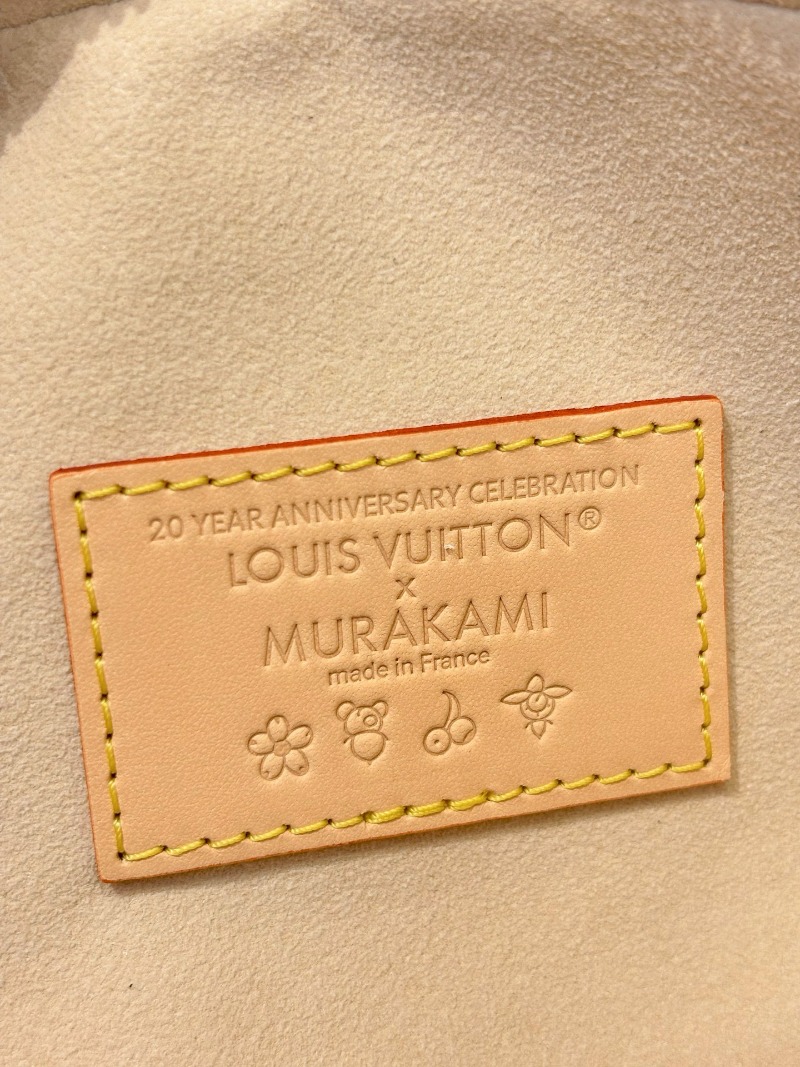 20 YEAR ANNIVERSARY CELEBRATION
LOUIS VUITTON®
x
MURAKAMI
made in France